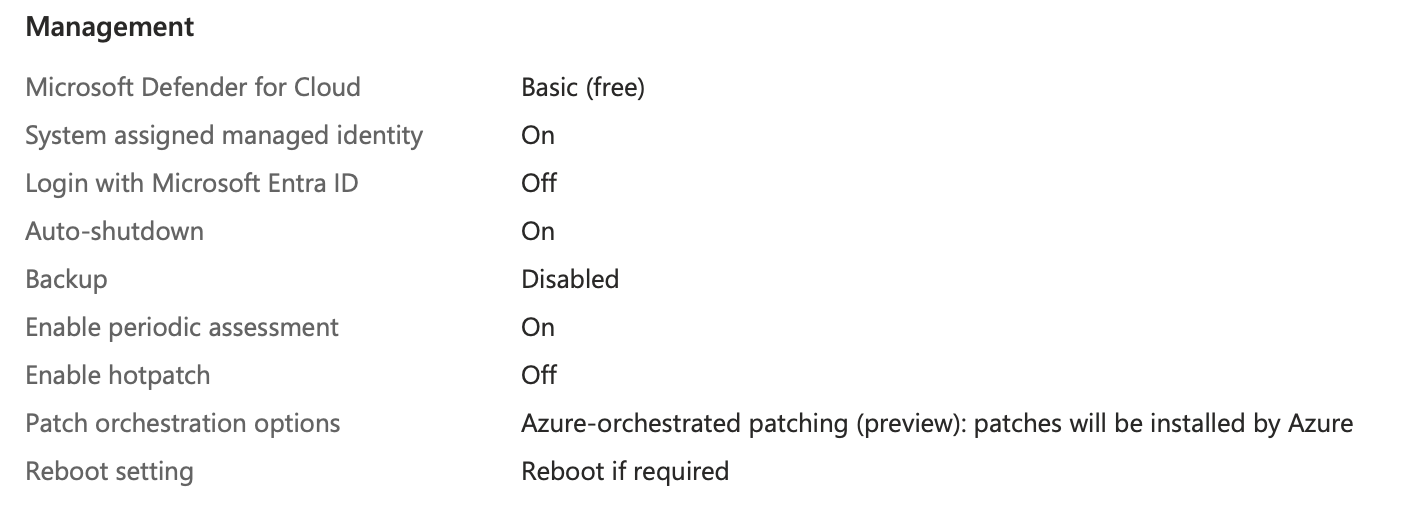 Management
Microsoft Defender for Cloud Basic (free)
System assigned managed identity On
Login with Microsoft Entra ID Off
Auto-shutdown On
Backup Disabled
Enable periodic assessment On
Enable hotpatch Off
Patch orchestration options Azure-orchestrated patching (preview): patches will be installed by Azure
Reboot setting Reboot if required